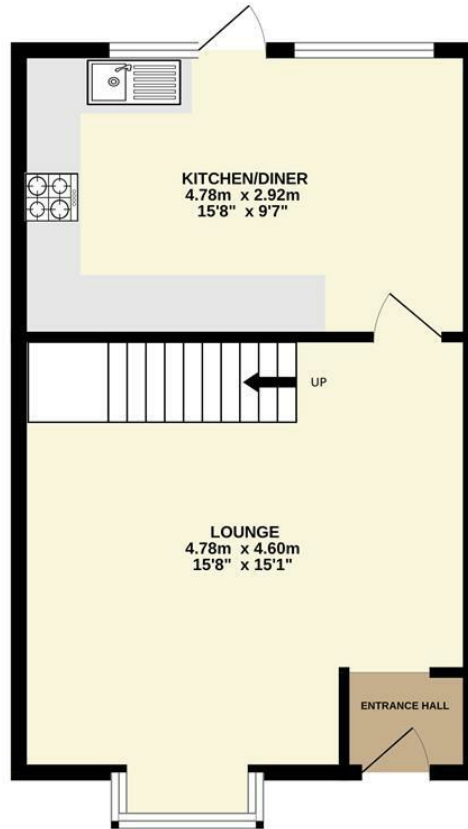 KITCHEN/DINER
4.78m x 2.92m
15'8" x 9'7"
UP
LOUNGE
4.78m x 4.60m
15'8" x 15'1"
ENTRANCE HALL